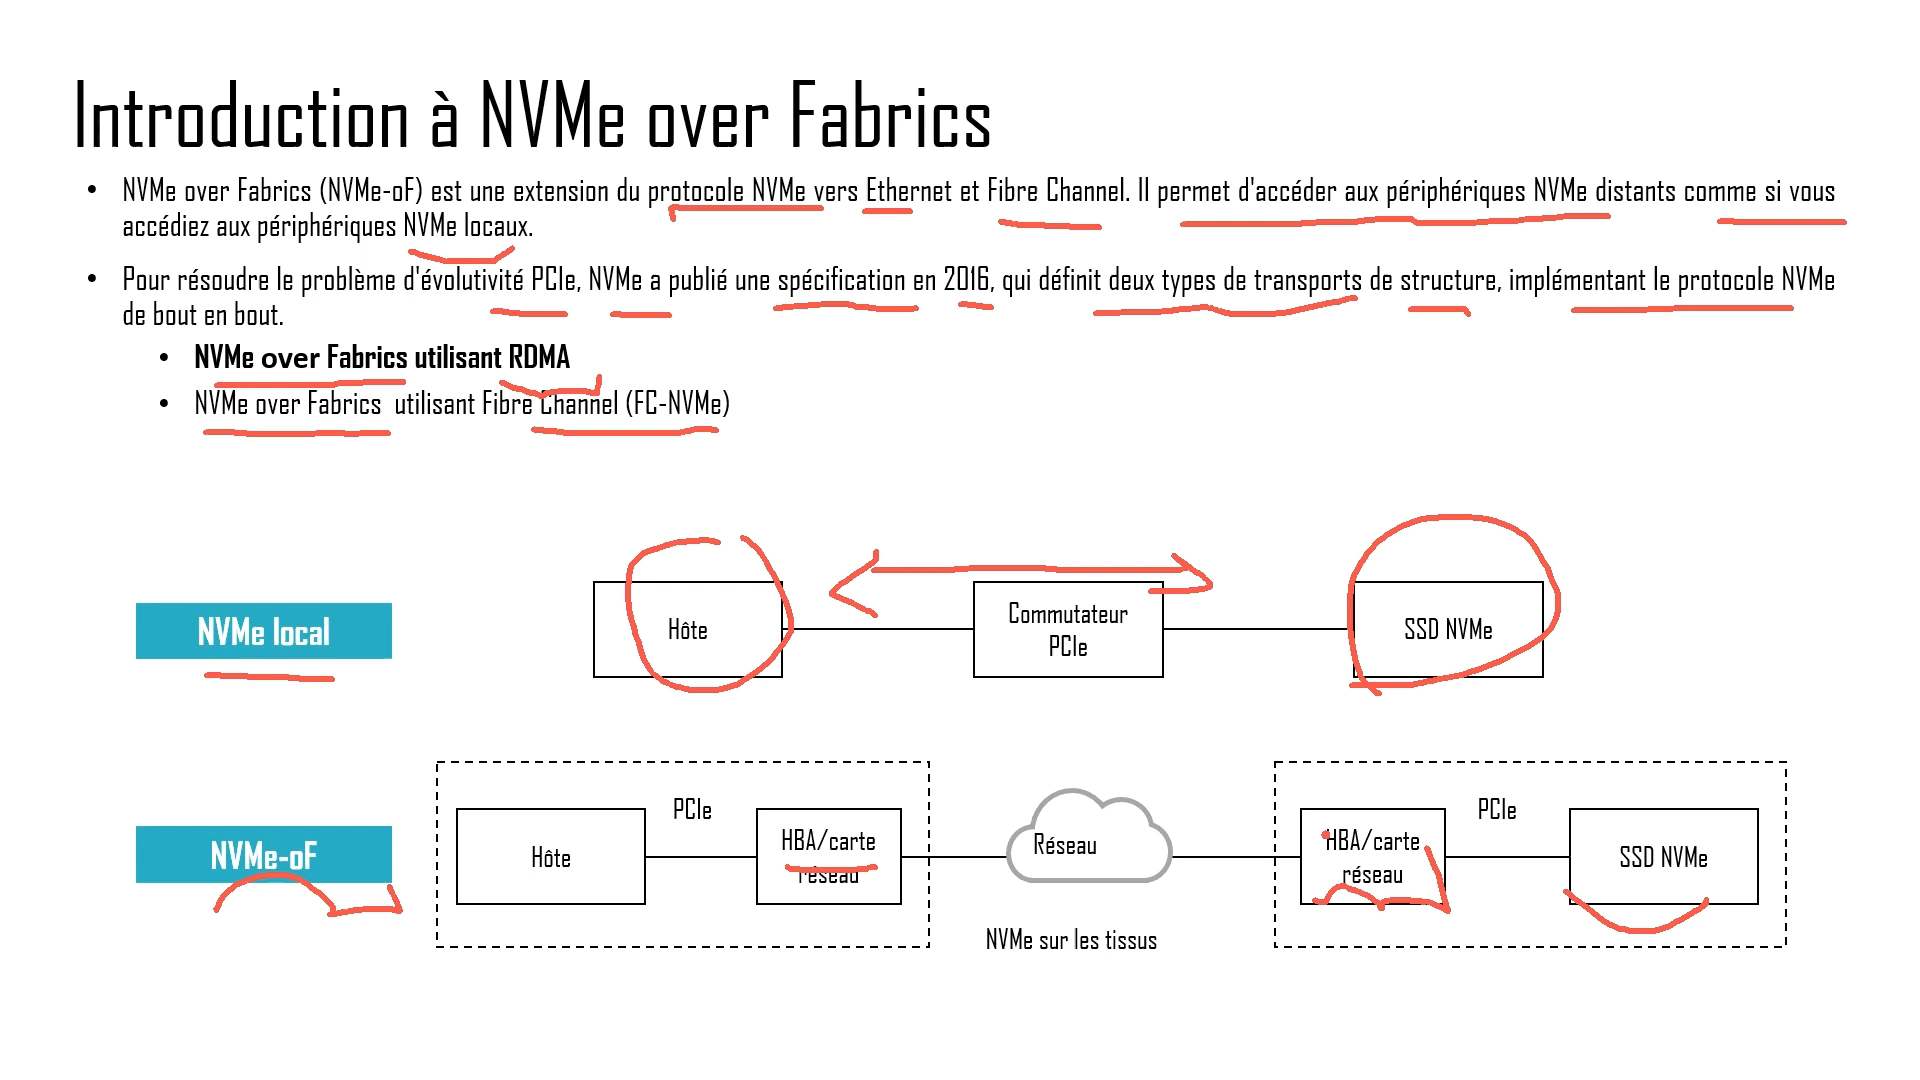 Introduction à NVMe over Fabrics
• NVMe over Fabrics (NVMe-oF) est une extension du protocole NVMe vers Ethernet et Fibre Channel. Il permet d'accéder aux périphériques NVMe distants comme si vous
accédiez aux périphériques NVMe locaux.
• Pour résoudre le problème d'évolutivité PCIe, NVMe a publié une spécification en 2016, qui définit deux types de transports de structure, implémentant le protocole NVMe
de bout en bout.
• NVMe over Fabrics utilisant RDMA
• NVMe over Fabrics utilisant Fibre Channel (FC-NVMe)
NVMe local
Hôte
Commutateur
PCIe
SSD NVMe
NVMe-oF
Hôte
PCIe
HBA/carte
réseau
Réseau
NVMe sur les tissus
HBA/carte
réseau
PCIe
SSD NVMe